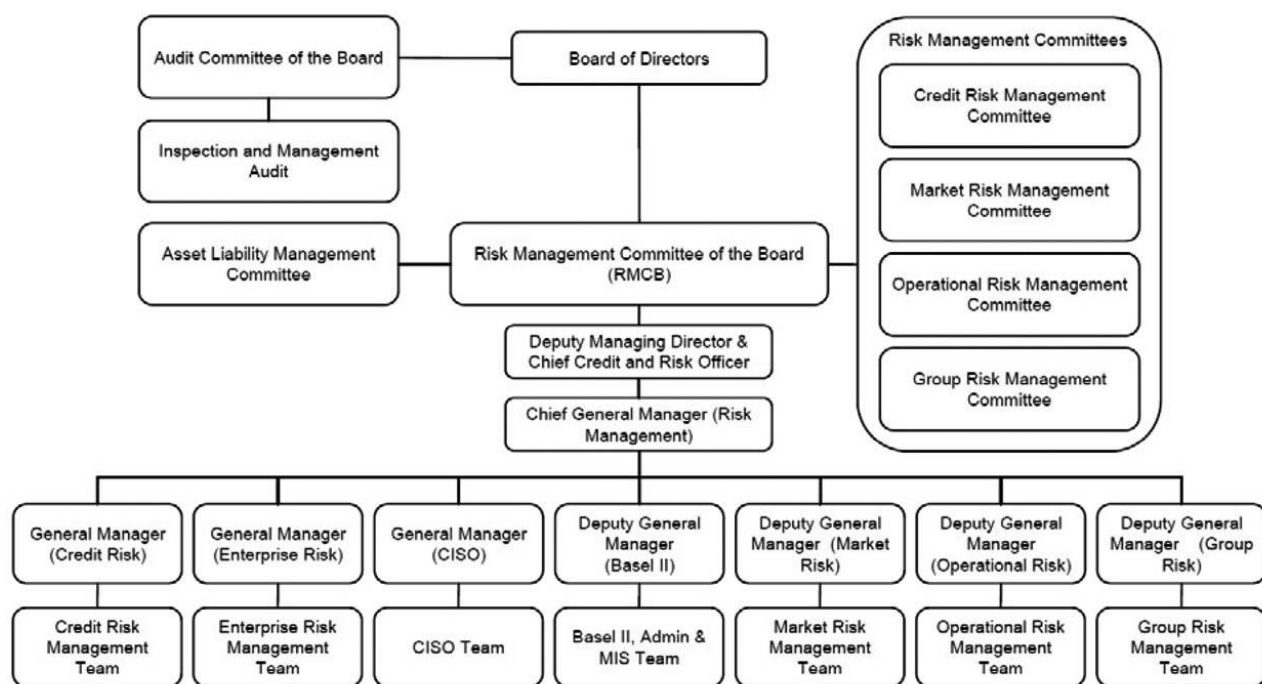 Audit Committee of the Board
Board of Directors
Risk Management Committees
Credit Risk Management
Committee
Inspection and Management
Audit
Market Risk Management
Committee
Asset Liability Management
Committee
Risk Management Committee of the Board
(RMCB)
Operational Risk Management
Committee
Deputy Managing Director &
Chief Credit and Risk Officer
Group Risk Management
Committee
Chief General Manager (Risk
Management)
General Manager
(Credit Risk)
General Manager
(Enterprise Risk)
General Manager
(CISO)
Deputy General
Manager
(Basel II)
Deputy General
Manager (Market
Risk)
Deputy General
Manager
(Operational Risk)
Deputy General
Manager (Group
Risk)
Credit Risk
Management
Team
Enterprise Risk
Management
Team
CISO Team
Basel II, Admin &
MIS Team
Market Risk
Management
Team
Operational Risk
Management
Team
Group Risk
Management
Team